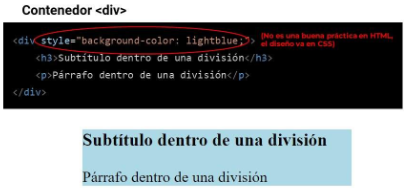 Contenedor <div>
<div style="background-color: lightblue;"> (No es una buena práctica en HTML,
el diseño va en CSS)
<h3>Subtítulo dentro de una división</h3>
<p>Párrafo dentro de una división</p>
</div>
Subtítulo dentro de una división
Párrafo dentro de una división